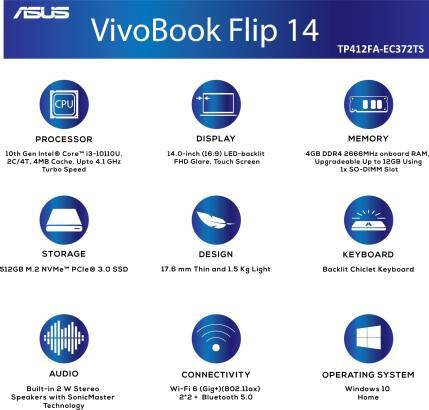 ASUS
VivoBook Flip 14
TP412FA-EC372TS
CPU
PROCESSOR
10th Gen Intel® Core™ i3-10110U,
2C/4T, 4MB Cache, Upto 4.1 GHz
Turbo Speed
DISPLAY
14.0-inch (16:9) LED-backlit
FHD Glare, Touch Screen
MEMORY
4GB DDR4 2666MHz onboard RAM,
Upgradeable Up to 12GB Using
1x SO-DIMM Slot
STORAGE
512GB M.2 NVMe™ PCIe® 3.0 SSD
DESIGN
17.6 mm Thin and 1.5 Kg Light
KEYBOARD
Backlit Chiclet Keyboard
AUDIO
Built-in 2 W Stereo
Speakers with SonicMaster
Technology
CONNECTIVITY
Wi-Fi 6 (Gig+)(802.11ax)
2*2 + Bluetooth 5.0
OPERATING SYSTEM
Windows 10
Home